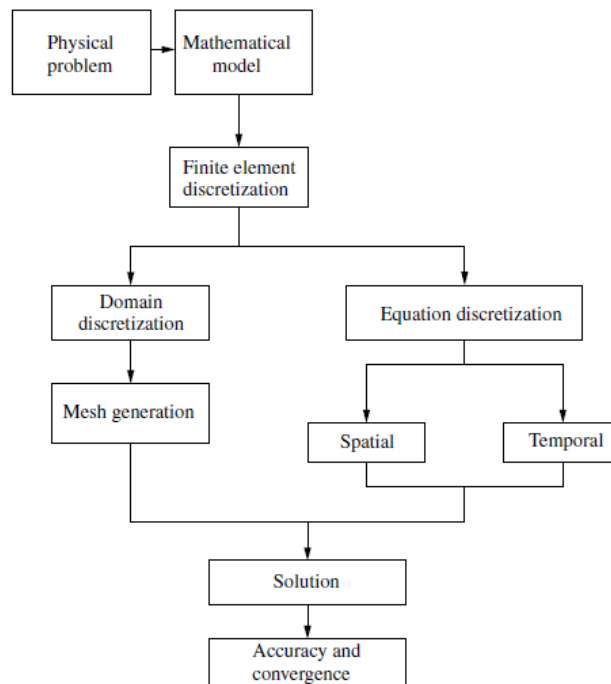 Physical
problem
Mathematical
model
Finite element
discretization
Domain
discretization
Equation discretization
Mesh generation
Spatial
Temporal
Solution
Accuracy and
convergence